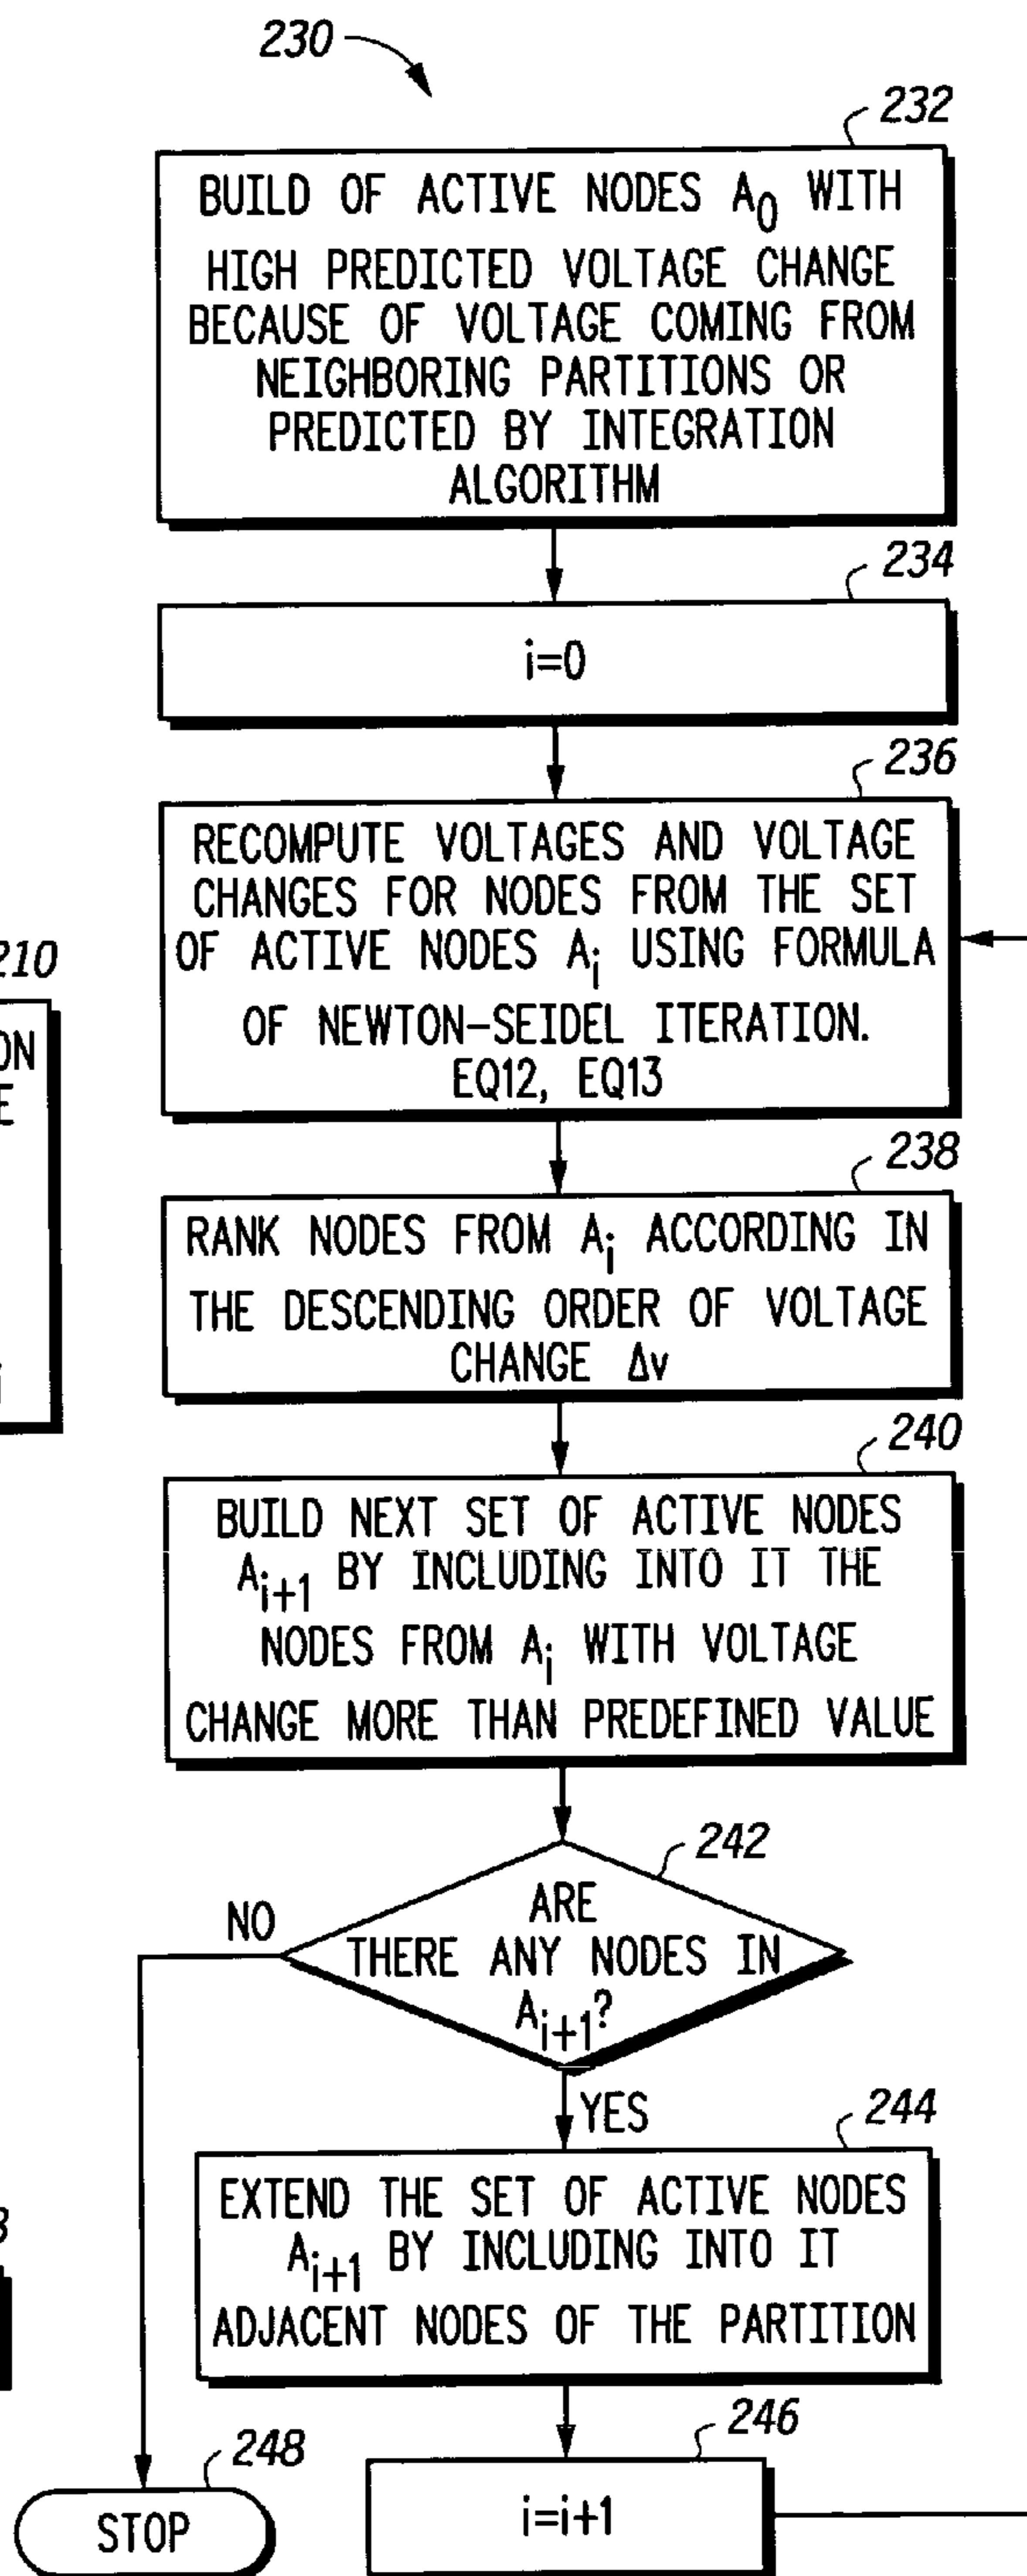 230
232
BUILD OF ACTIVE NODES A0 WITH
HIGH PREDICTED VOLTAGE CHANGE
BECAUSE OF VOLTAGE COMING FROM
NEIGHBORING PARTITIONS OR
PREDICTED BY INTEGRATION
ALGORITHM
234
i=0
236
RECOMPUTE VOLTAGES AND VOLTAGE
CHANGES FOR NODES FROM THE SET
OF ACTIVE NODES Ai USING FORMULA
OF NEWTON-SEIDEL ITERATION.
EQ12, EQ13
210
ON
E
238
RANK NODES FROM Ai ACCORDING IN
THE DESCENDING ORDER OF VOLTAGE
CHANGE Δv
240
BUILD NEXT SET OF ACTIVE NODES
Ai+1 BY INCLUDING INTO IT THE
NODES FROM Ai WITH VOLTAGE
CHANGE MORE THAN PREDEFINED VALUE
242
NO
ARE
THERE ANY NODES IN
Ai+1?
YES
244
EXTEND THE SET OF ACTIVE NODES
Ai+1 BY INCLUDING INTO IT
ADJACENT NODES OF THE PARTITION
246
i=i+1
248
STOP